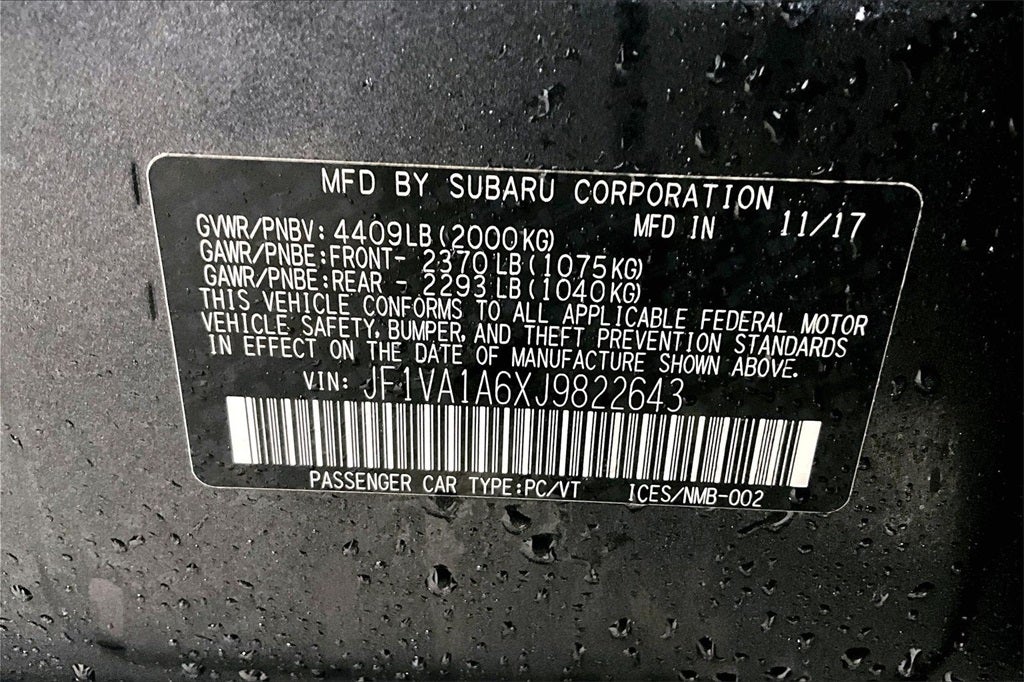 MFD BY SUBARU CORPORATION
GVWR/PNBV: 4409LB(2000KG) MFD IN 11/17
GAWR/PNBE:FRONT- 2370LB(1075KG)
GAWR/PNBE:REAR - 2293LB(1040KG)
THIS VEHICLE CONFORMS TO ALL APPLICABLE FEDERAL MOTOR
VEHICLE SAFETY, BUMPER, AND THEFT PREVENTION STANDARDS
IN EFFECT ON THE DATE OF MANUFACTURE SHOWN ABOVE.
VIN: JF1VA1A6XJ9822643
PASSENGER CAR TYPE:PC/VT ICES/NMB-002